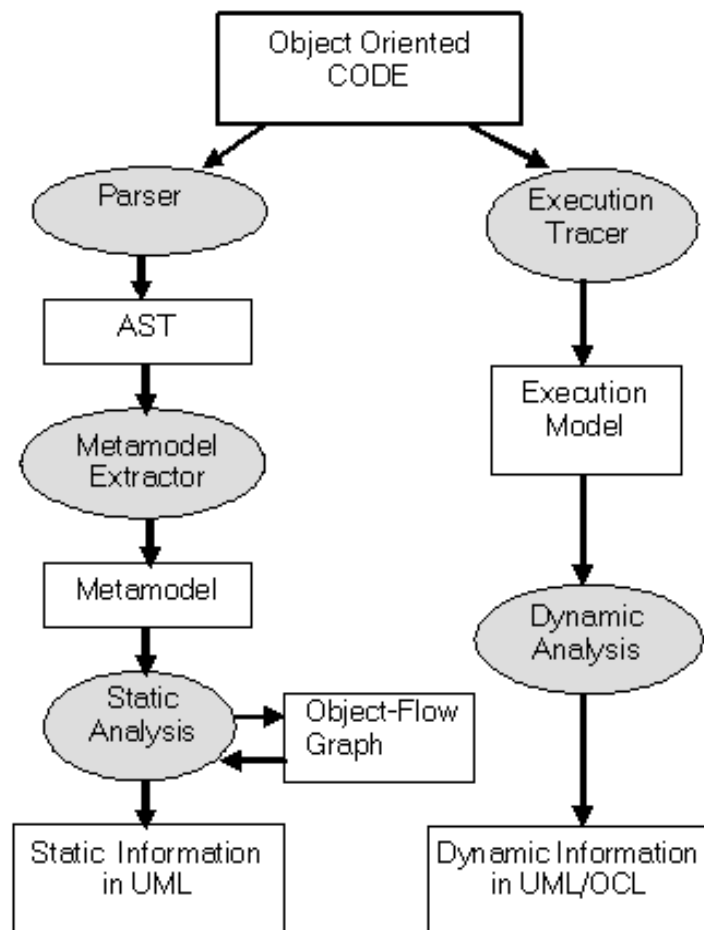 Object Oriented
CODE
Parser
Execution
Tracer
AST
Execution
Model
Metamodel
Extractor
Metamodel
Dynamic
Analysis
Static
Analysis
Object-Flow
Graph
Static Information
in UML
Dynamic Information
in UML/OCL